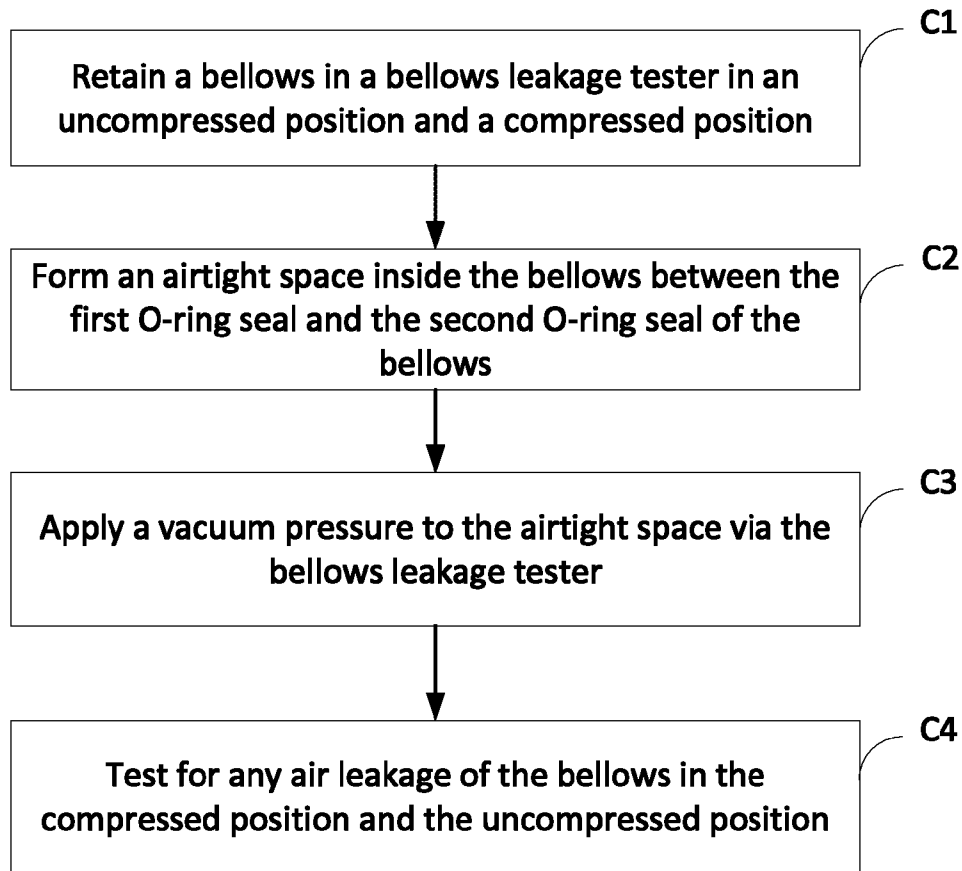 C1
Retain a bellows in a bellows leakage tester in an
uncompressed position and a compressed position
C2
Form an airtight space inside the bellows between the
first O-ring seal and the second O-ring seal of the
bellows
C3
Apply a vacuum pressure to the airtight space via the
bellows leakage tester
C4
Test for any air leakage of the bellows in the
compressed position and the uncompressed position